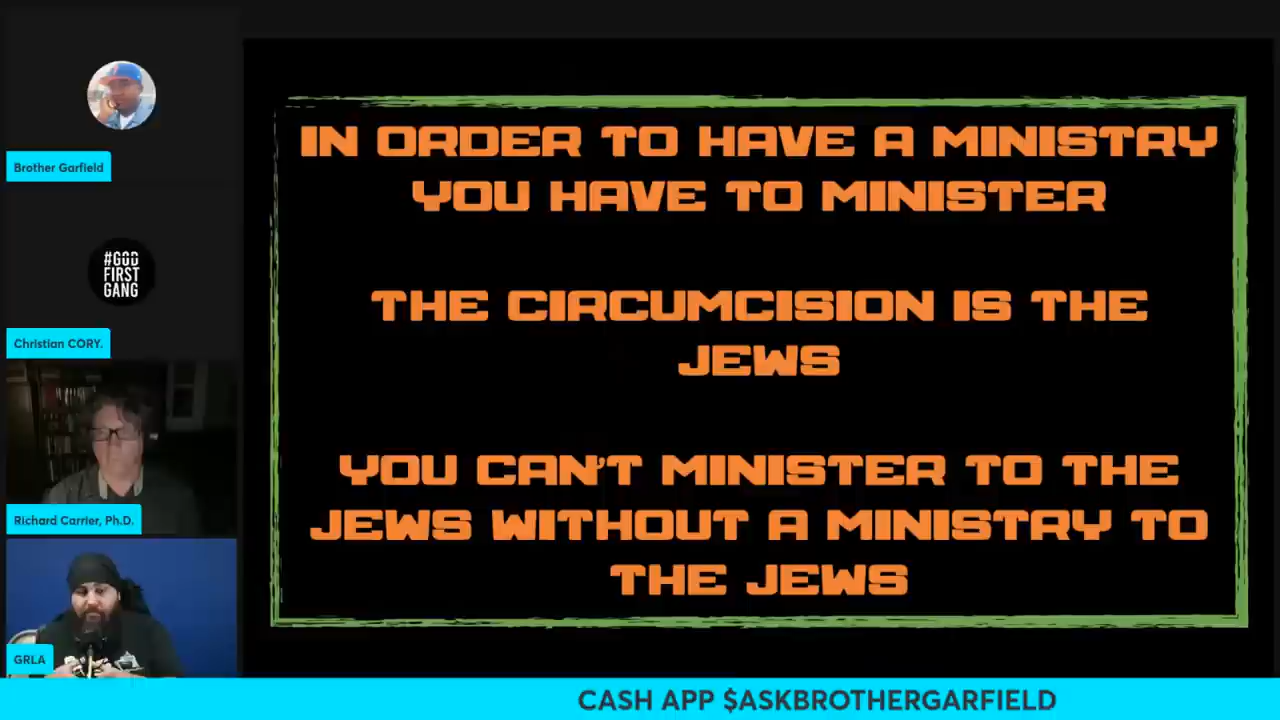 Brother Garfield
#GOD
FIRST
GANG
Christian CORY.
Richard Carrier, Ph.D.
GRLA
IN ORDER TO HAVE A MINISTRY
YOU HAVE TO MINISTER
THE CIRCUMCISION IS THE
JEWS
YOU CAN'T MINISTER TO THE
JEWS WITHOUT A MINISTRY TO
THE JEWS
CASH APP $ASKBROTHERGARFIELD